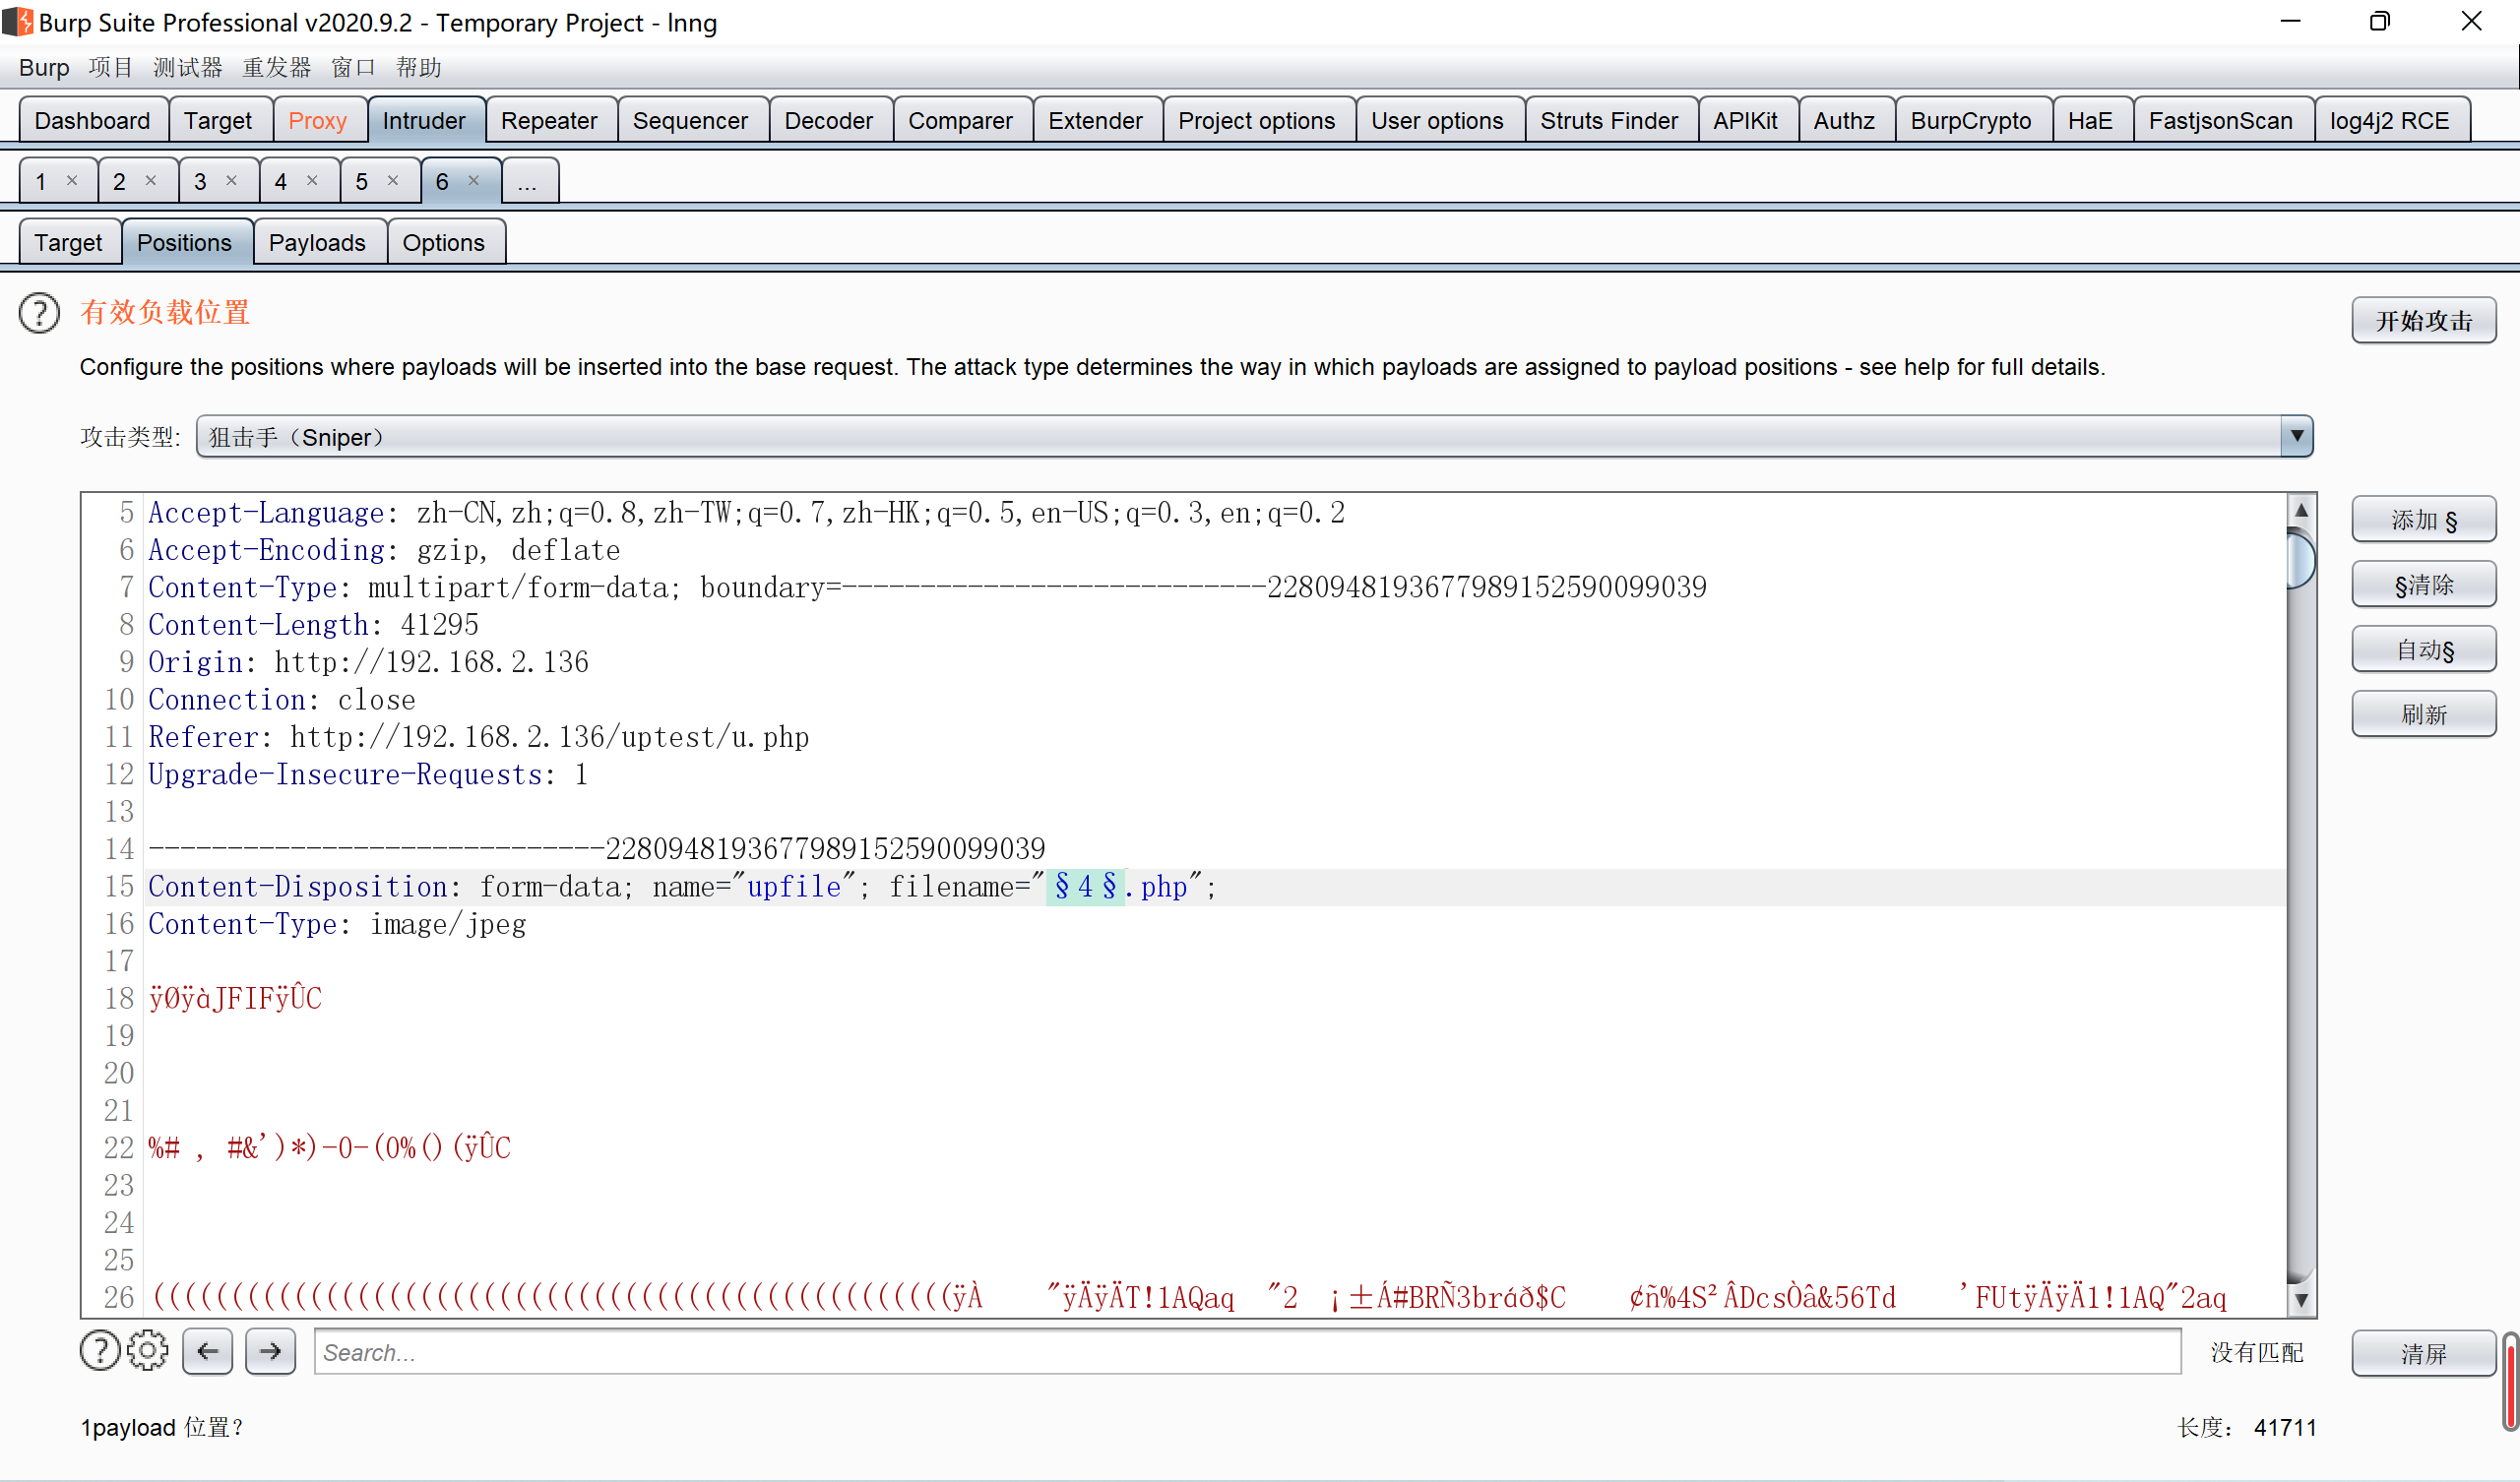 Burp Suite Professional v2020.9.2 - Temporary Project - lnng
Burp 项目 测试器 重发器 窗口 帮助
Dashboard Target Proxy Intruder Repeater Sequencer Decoder Comparer Extender Project options User options Struts Finder APIKit Authz BurpCrypto HaE FastjsonScan log4j2 RCE
1 × 2 × 3 × 4 × 5 × 6 × ...
Target Positions Payloads Options
? 有效负载位置
开始攻击
Configure the positions where payloads will be inserted into the base request. The attack type determines the way in which payloads are assigned to payload positions - see help for full details.
攻击类型: 狙击手（Sniper）
5 Accept-Language: zh-CN,zh;q=0.8,zh-TW;q=0.7,zh-HK;q=0.5,en-US;q=0.3,en;q=0.2
添加 §
6 Accept-Encoding: gzip, deflate
7 Content-Type: multipart/form-data; boundary=---------------------------22809481936779891525900​99039
§清除
8 Content-Length: 41295
9 Origin: http://192.168.2.136
自动§
10 Connection: close
刷新
11 Referer: http://192.168.2.136/uptest/u.php
12 Upgrade-Insecure-Requests: 1
13
14 -----------------------------2280948193677989152590099039
15 Content-Disposition: form-data; name="upfile"; filename="§4§.php";
16 Content-Type: image/jpeg
17
18 ÿØÿàJFIFÿÛC
19
20
21
22 %# , #&')*)-0-(0%()(ÿÛC
23
24
25
26 (((((((((((((((((((((((((((((((((((((((((((((((((((ÿÀ "ÿÄÿÄT!1AQaq "2 ¡±Á#BRÑ3bráð$C ¢ñ%4S²ÂDcsÒâ&56Td 'FUtÿÄÿÄ1!1AQ"2aq
? ← → Search... 没有匹配 清屏
1payload 位置?
长度: 41711